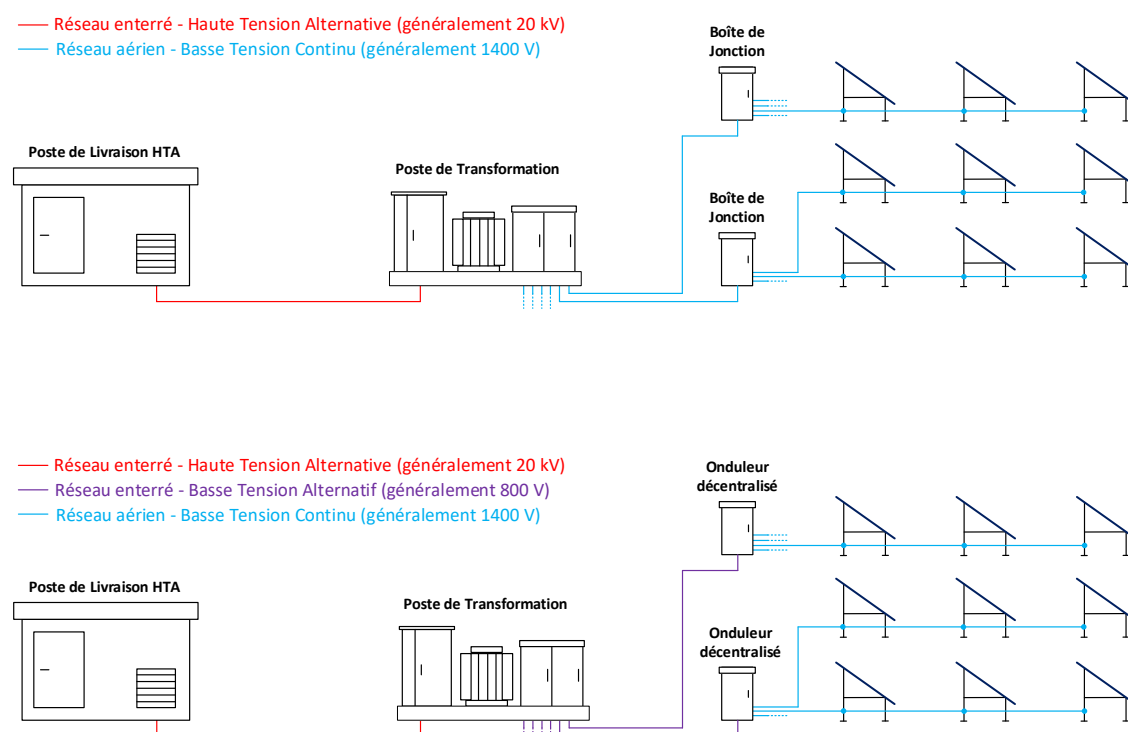 Réseau enterré - Haute Tension Alternative (généralement 20 kV)
Réseau aérien - Basse Tension Continu (généralement 1400 V)
Boîte de
Jonction
Poste de Livraison HTA
Poste de Transformation
Boîte de
Jonction
Réseau enterré - Haute Tension Alternative (généralement 20 kV)
Réseau enterré - Basse Tension Alternatif (généralement 800 V)
Réseau aérien - Basse Tension Continu (généralement 1400 V)
Onduleur
décentralisé
Poste de Livraison HTA
Poste de Transformation
Onduleur
décentralisé